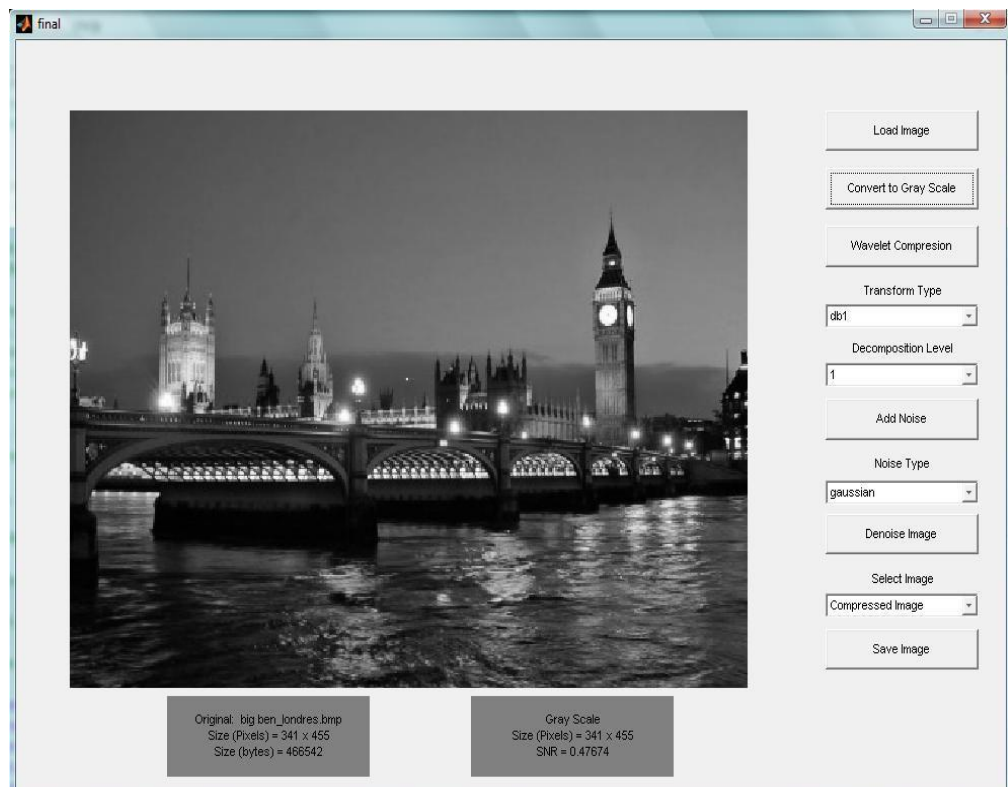 final
Load Image
Convert to Gray Scale
Wavelet Compresion
Transform Type
db1
Decomposition Level
1
Add Noise
Noise Type
gaussian
Denoise Image
Select Image
Compressed Image
Save Image
Original:  big ben_londres.bmp
Size (Pixels) = 341 x 455
Size (bytes) = 466542
Gray Scale
Size (Pixels) = 341 x 455
SNR = 0.47674